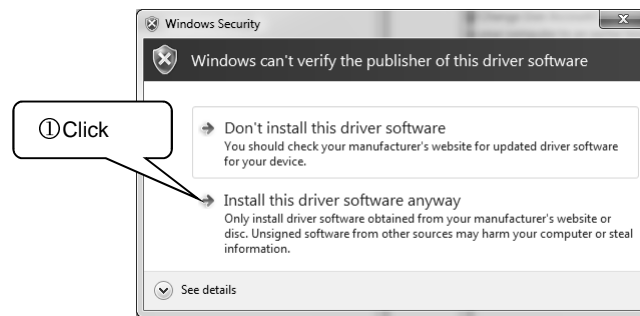 Windows Security
Windows can't verify the publisher of this driver software
①Click
Don't install this driver software
You should check your manufacturer's website for updated driver software
for your device.
Install this driver software anyway
Only install driver software obtained from your manufacturer's website or
disc. Unsigned software from other sources may harm your computer or steal
information.
See details